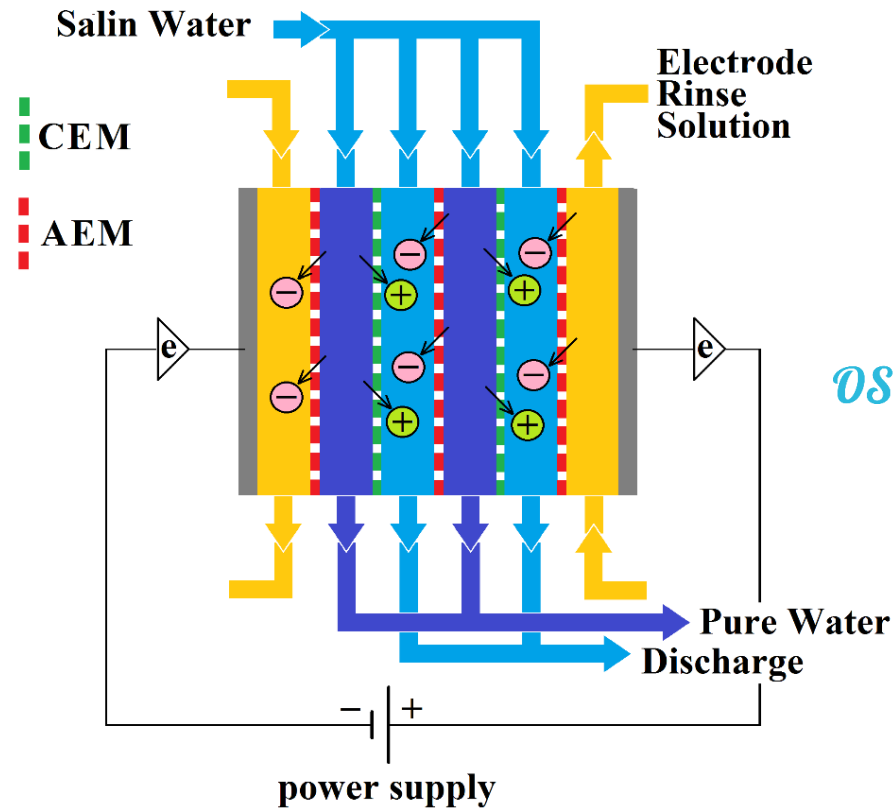 Salin Water
Electrode
Rinse
Solution
CEM
AEM
− −
+ +
− −
+ +
e
e
OS
− −
+ +
Pure Water
Discharge
− +
power supply